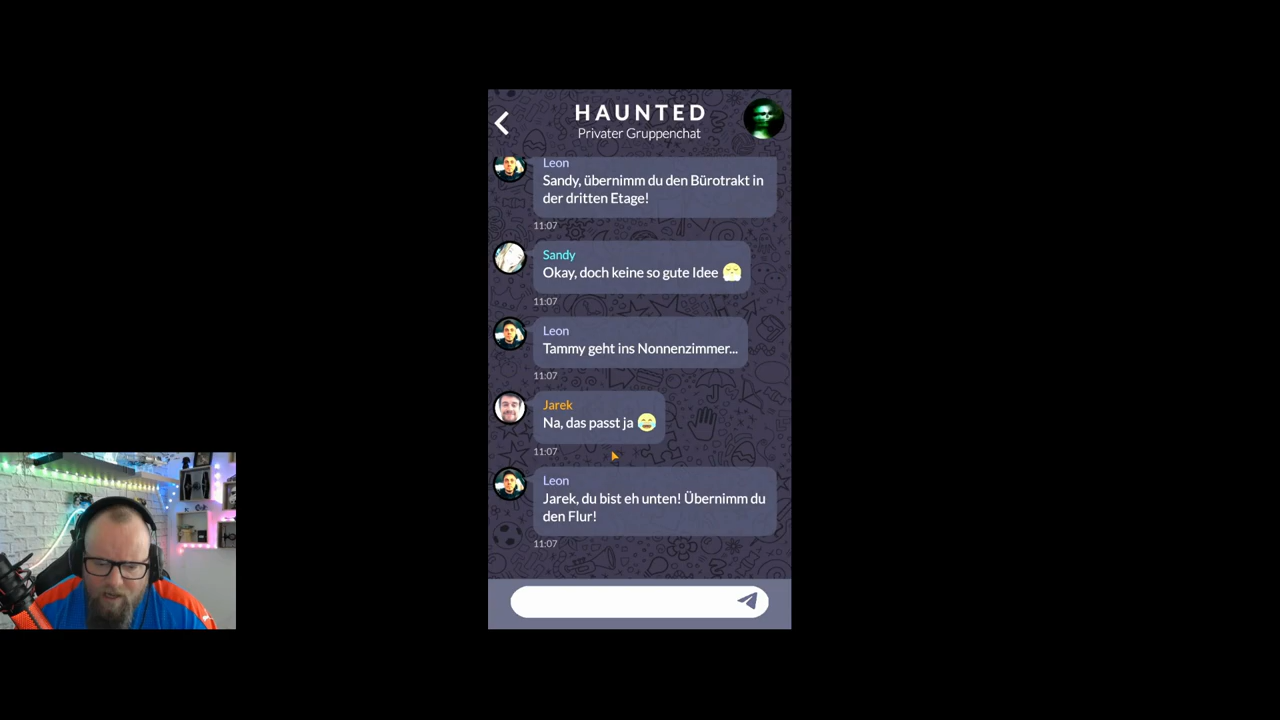 HAUNTED
Privater Gruppenchat
Leon
Sandy, übernimm du den Bürotrakt in
der dritten Etage!
11:07
Sandy
Okay, doch keine so gute Idee
11:07
Leon
Tammy geht ins Nonnenzimmer...
11:07
Jarek
Na, das passt ja
11:07
Leon
Jarek, du bist eh unten! Übernimm du
den Flur!
11:07